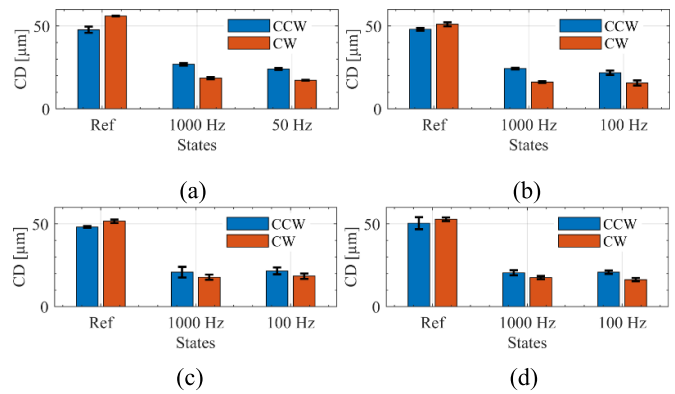 50
0
CD [µm]
CCW
CW
Ref 1000 Hz 50 Hz
States
(a)
50
0
CD [µm]
CCW
CW
Ref 1000 Hz 100 Hz
States
(b)
50
0
CD [µm]
CCW
CW
Ref 1000 Hz 100 Hz
States
(c)
50
0
CD [µm]
CCW
CW
Ref 1000 Hz 100 Hz
States
(d)